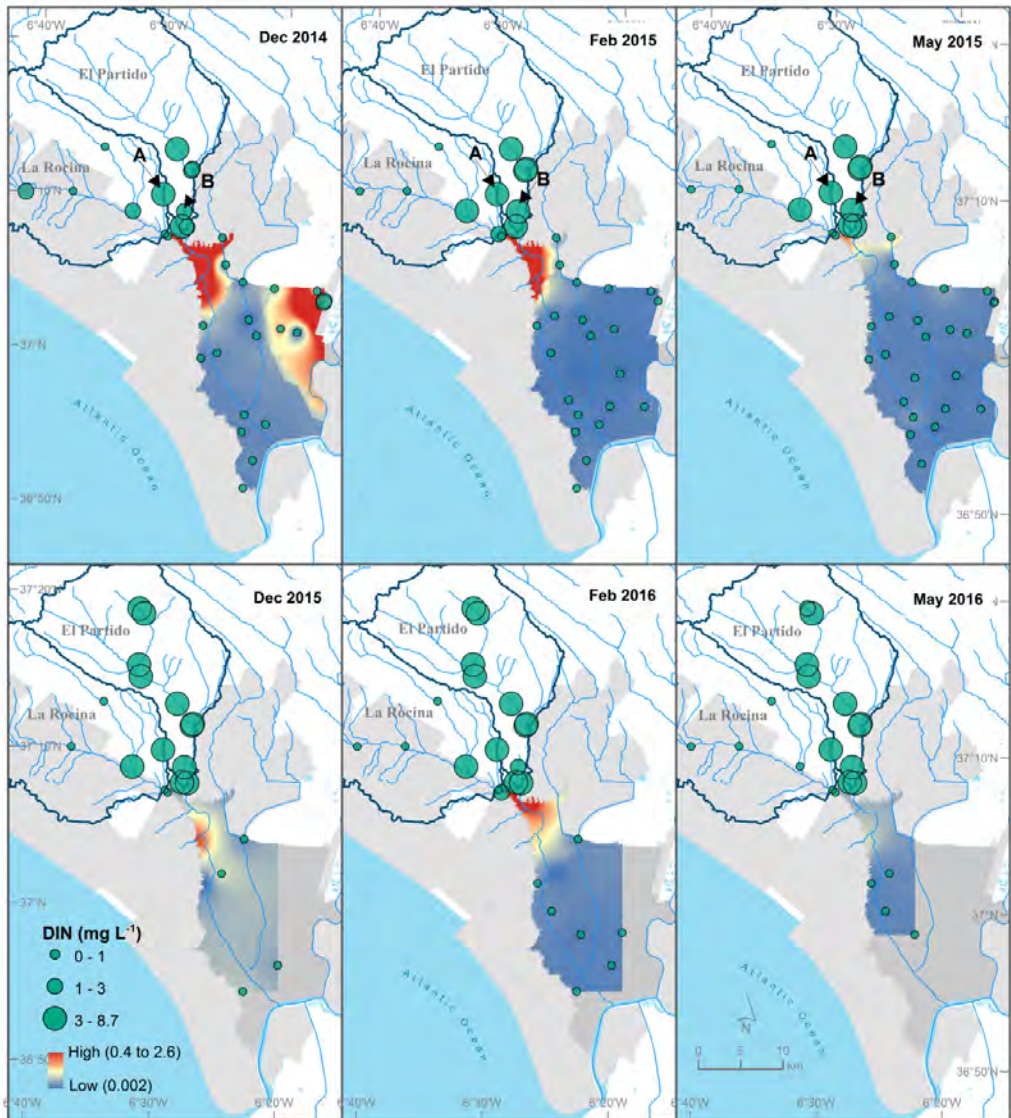 6°40'W
6°20'W
6°40'W
6°30'W
6°20'W
6°40'W
6°30'W
Dec 2014
Feb 2015
May 2015
El Partido
El Partido
El Partido
La Rocina
La Rocina
La Rocina
A
B
A
B
A
B
37°10'N
37°10'N
37°N
37°N
Atlantic Ocean
Atlantic Ocean
Atlantic Ocean
36°50'N
36°50'N
37°20'N
Dec 2015
Feb 2016
May 2016
El Partido
El Partido
El Partido
La Rocina
La Rocina
La Rocina
37°10'N
37°10'N
37°N
37°N
DIN (mg L-1)
0 - 1
1 - 3
3 - 8.7
High (0.4 to 2.6)
Low (0.002)
Atlantic Ocean
Atlantic Ocean
N
0 5 10
km
36°50'N
6°40'W
6°30'W
6°20'W
6°30'W
6°20'W
6°30'W
6°20'W